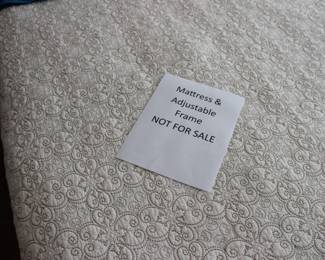 Mattress &
Adjustable
Frame
NOT FOR SALE